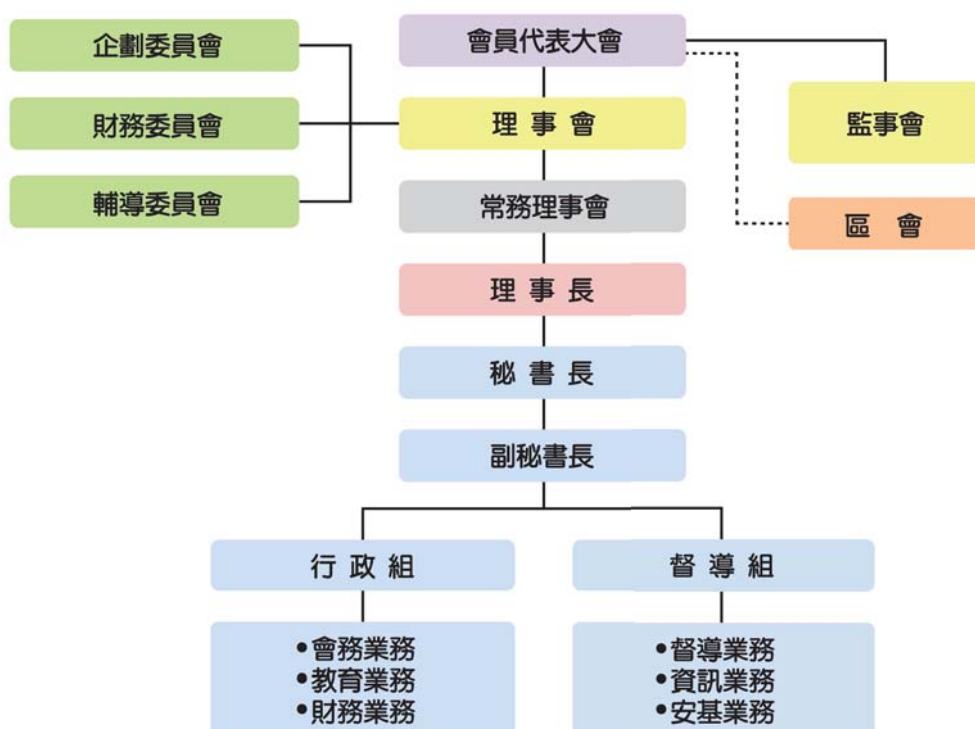 企劃委員會
財務委員會
輔導委員會
會員代表大會
理事會
監事會
常務理事會
區會
理事長
秘書長
副秘書長
行政組
•會務業務
•教育業務
•財務業務
督導組
•督導業務
•資訊業務
•安基業務